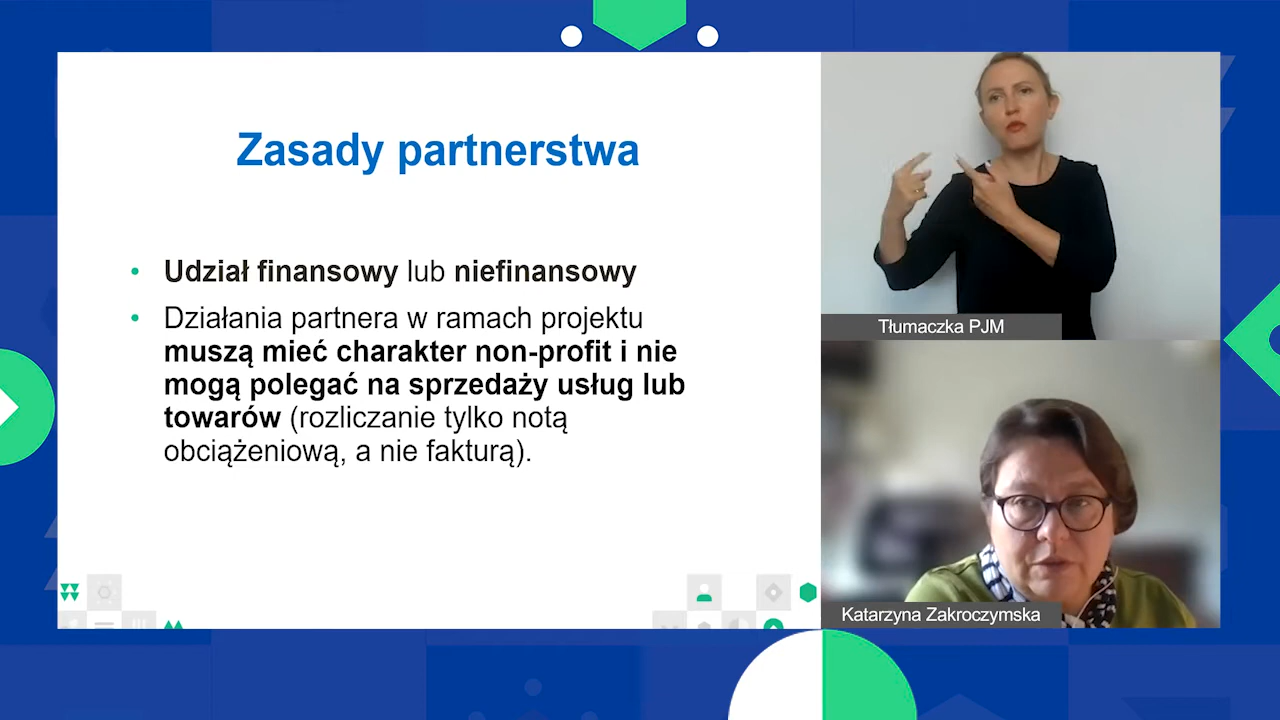 Zasady partnerstwa
• Udział finansowy lub niefinansowy
• Działania partnera w ramach projektu
muszą mieć charakter non-profit i nie
mogą polegać na sprzedaży usług lub
towarów (rozliczanie tylko notą
obciążeniową, a nie fakturą).
Tłumaczka PJM
Katarzyna Zakroczymska